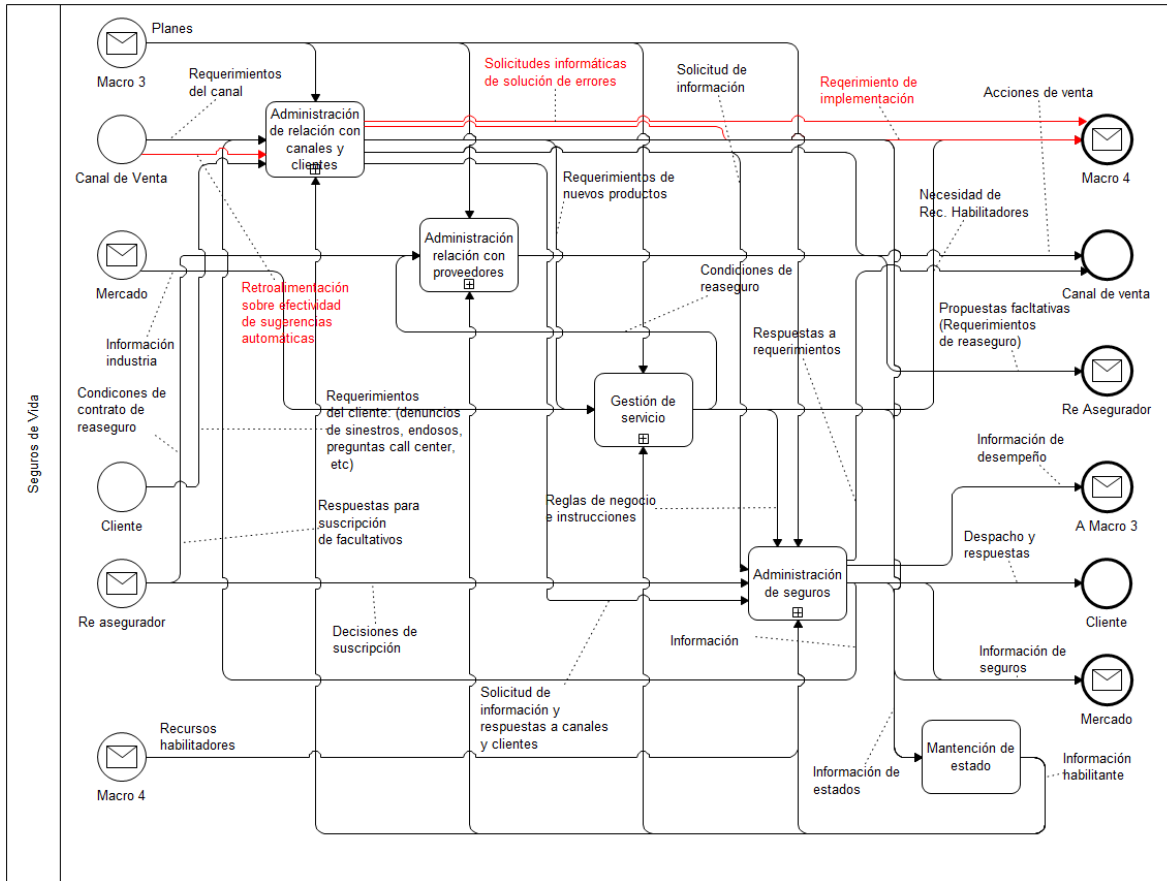 Planes
Macro 3
Requerimientos
del canal
Solicitudes informáticas
de solución de errores
Solicitud de
información
Reqerimiento de
implementación
Acciones de venta
Administración
de relación con
canales y
clientes
Canal de Venta
Macro 4
Requerimientos de
nuevos productos
Necesidad de
Rec. Habilitadores
Administración
relación con
proveedores
Mercado
Retroalimentación
sobre efectividad
de sugerencias
automáticas
Condiciones de
reaseguro
Canal de venta
Información
industria
Propuestas facltativas
(Requerimientos
de reaseguro)
Respuestas a
requerimientos
Condicones de
contrato de
reaseguro
Requerimientos
del cliente: (denuncios
de sinestros, endosos,
preguntas call center,
etc)
Gestión de
servicio
Re Asegurador
Seguros de Vida
Información de
desempeño
Cliente
Respuestas para
suscripción
de facultativos
Reglas de negocio
e instrucciones
A Macro 3
Despacho y
respuestas
Administración
de seguros
Re asegurador
Cliente
Decisiones de
suscripción
Información
Información de
seguros
Solicitud de
información y
respuestas a canales
y clientes
Mercado
Recursos
habilitadores
Mantención de
estado
Información
habilitante
Información de
estados
Macro 4